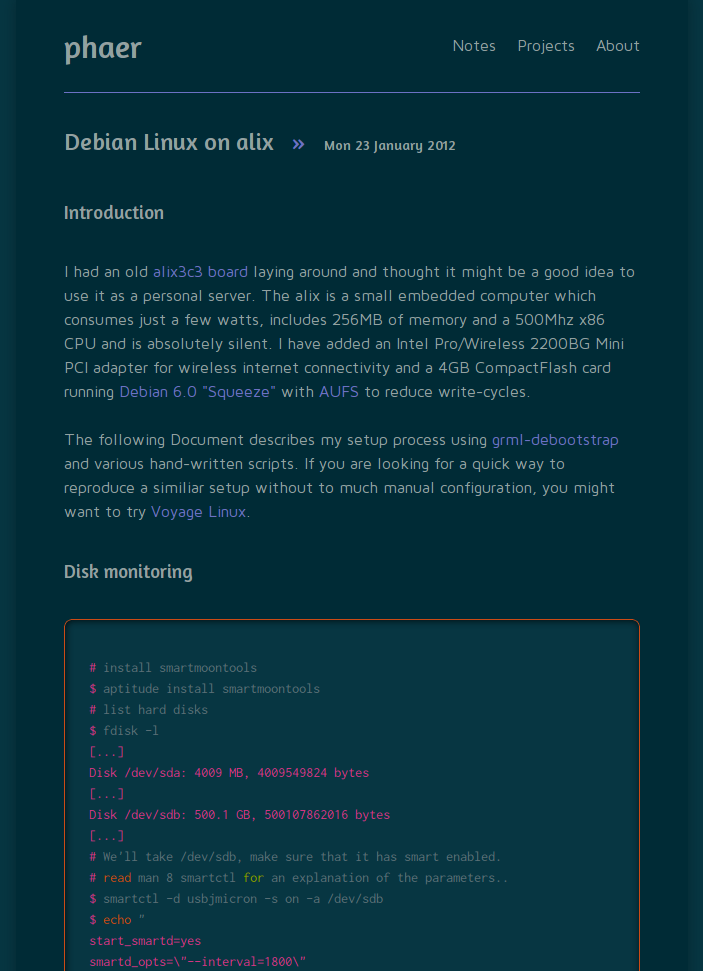 phaer
Notes Projects About
Debian Linux on alix » Mon 23 January 2012
Introduction
I had an old alix3c3 board laying around and thought it might be a good idea to
use it as a personal server. The alix is a small embedded computer which
consumes just a few watts, includes 256MB of memory and a 500Mhz x86
CPU and is absolutely silent. I have added an Intel Pro/Wireless 2200BG Mini
PCI adapter for wireless internet connectivity and a 4GB CompactFlash card
running Debian 6.0 "Squeeze" with AUFS to reduce write-cycles.
The following Document describes my setup process using grml-debootstrap
and various hand-written scripts. If you are looking for a quick way to
reproduce a similiar setup without to much manual configuration, you might
want to try Voyage Linux.
Disk monitoring
# install smartmoontools
$ aptitude install smartmoontools
# list hard disks
$ fdisk -l
[...]
Disk /dev/sda: 4009 MB, 4009549824 bytes
[...]
Disk /dev/sdb: 500.1 GB, 500107862016 bytes
[...]
# We'll take /dev/sdb, make sure that it has smart enabled.
# read man 8 smartctl for an explanation of the parameters..
$ smartctl -d usbjmicron -s on -a /dev/sdb
$ echo "
start_smartd=yes
smartd_opts=\"--interval=1800\"